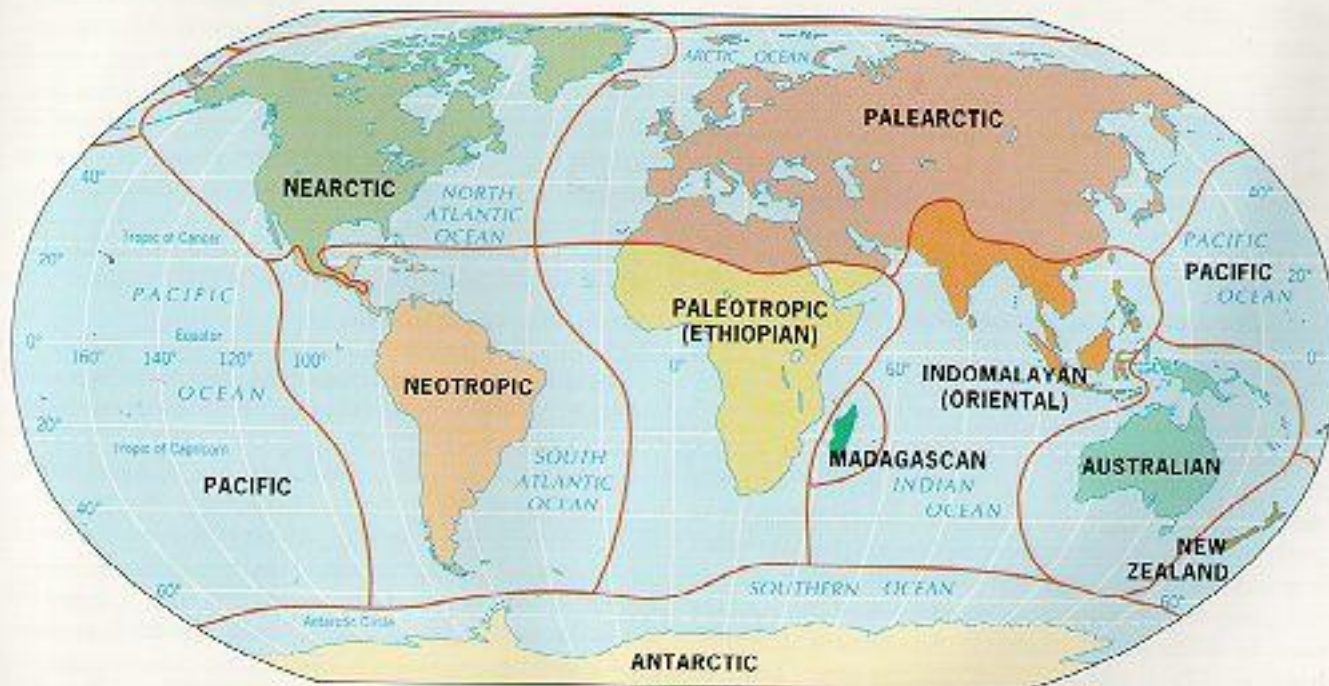 ARCTIC OCEAN
PALEARCTIC
NEARCTIC
NORTH
ATLANTIC
OCEAN
40°
40°
Tropic of Cancer
20°
PACIFIC
PACIFIC
OCEAN
20°
PACIFIC
Equator
OCEAN
0°
160°
140°
120°
100°
PALEOTROPIC
(ETHIOPIAN)
0°
60°
0°
INDOMALAYAN
(ORIENTAL)
NEOTROPIC
20°
Tropic of Capricorn
PACIFIC
SOUTH
ATLANTIC
OCEAN
MADAGASCAN
INDIAN
OCEAN
AUSTRALIAN
40°
NEW
ZEALAND
60°
SOUTHERN OCEAN
60°
Antarctic Circle
ANTARCTIC